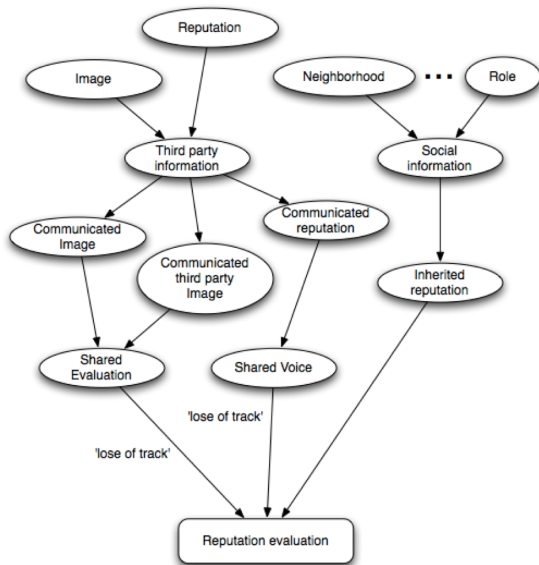 Reputation
Image
Neighborhood
...
Role
Third party
information
Social
information
Communicated
Image
Communicated
third party
Image
Communicated
reputation
Inherited
reputation
Shared
Evaluation
Shared Voice
'lose of track'
'lose of track'
Reputation evaluation